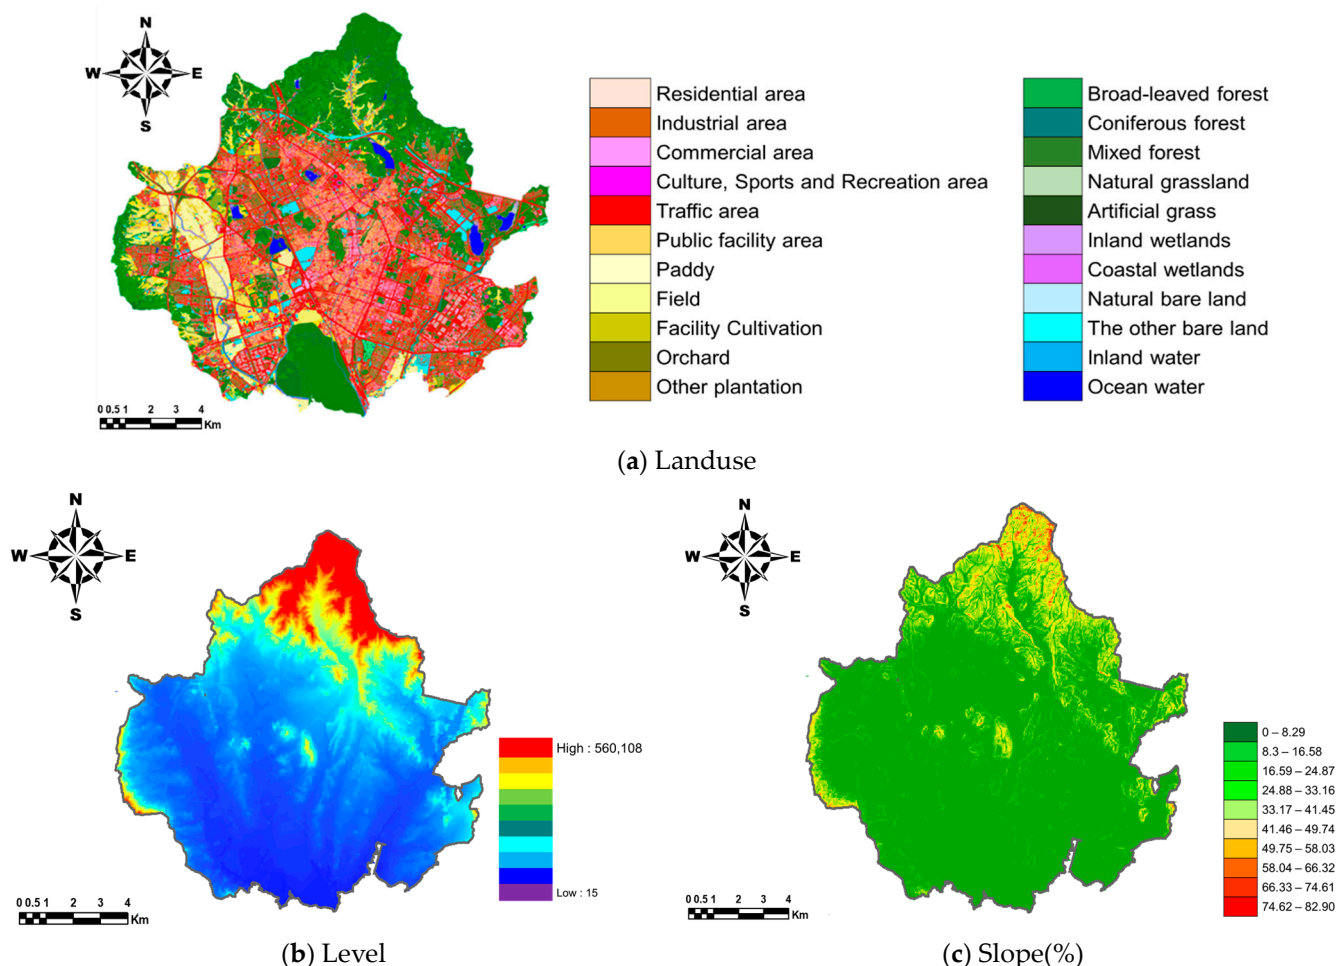 N
W E
S
0 0.5 1 2 3 4
Km
Residential area
Industrial area
Commercial area
Culture, Sports and Recreation area
Traffic area
Public facility area
Paddy
Field
Facility Cultivation
Orchard
Other plantation
Broad-leaved forest
Coniferous forest
Mixed forest
Natural grassland
Artificial grass
Inland wetlands
Coastal wetlands
Natural bare land
The other bare land
Inland water
Ocean water
(a) Landuse
N
W E
S
High : 560,108
Low : 15
0 0.5 1 2 3 4
Km
(b) Level
N
W E
S
0 – 8.29
8.3 – 16.58
16.59 – 24.87
24.88 – 33.16
33.17 – 41.45
41.46 – 49.74
49.75 – 58.03
58.04 – 66.32
66.33 – 74.61
74.62 – 82.90
0 0.5 1 2 3 4
Km
(c) Slope(%)